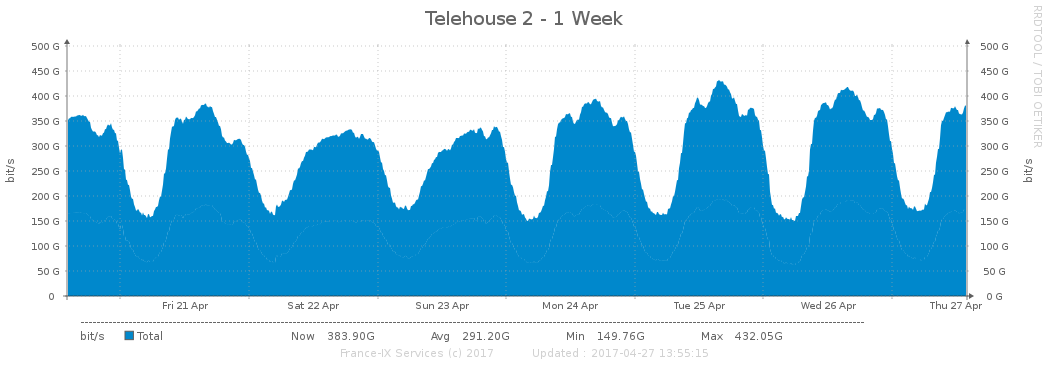 Telehouse 2 - 1 Week
RRDTOOL / TOBI OETIKER
500 G 500 G
450 G 450 G
400 G 400 G
350 G 350 G
300 G 300 G
250 G 250 G
200 G 200 G
150 G 150 G
100 G 100 G
50 G 50 G
0 0 G
bit/s bit/s
Fri 21 Apr Sat 22 Apr Sun 23 Apr Mon 24 Apr Tue 25 Apr Wed 26 Apr Thu 27 Apr
bit/s Total Now 383.90G Avg 291.20G Min 149.76G Max 432.05G
France-IX Services (c) 2017 Updated : 2017-04-27 13:55:15